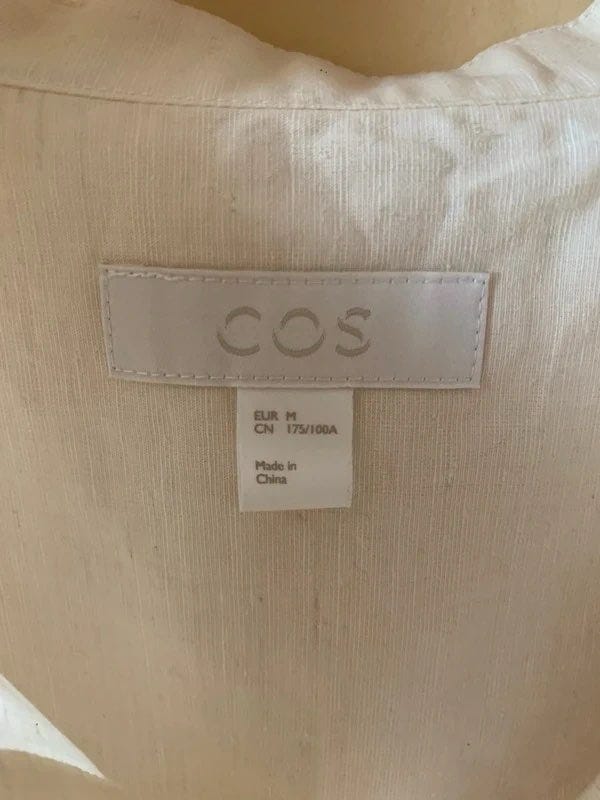 COS
EUR M
CN 175/100A
Made in
China